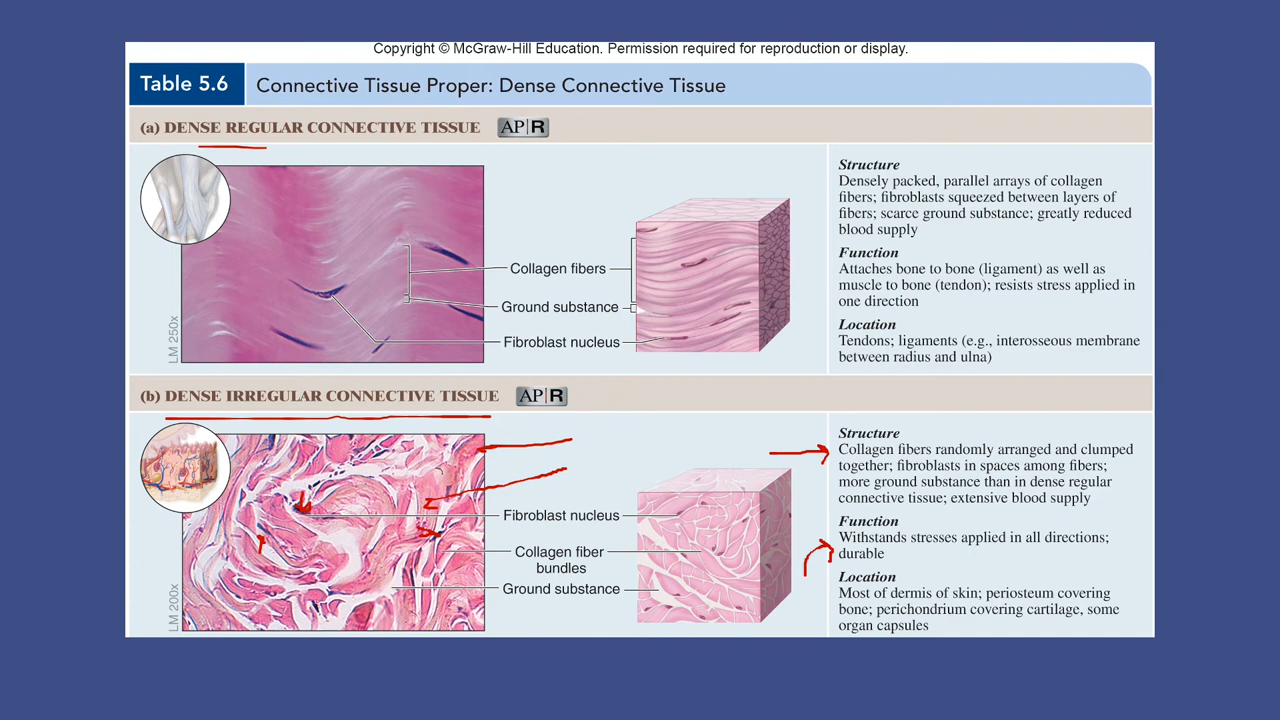 Copyright © McGraw-Hill Education. Permission required for reproduction or display.
Table 5.6 Connective Tissue Proper: Dense Connective Tissue
(a) DENSE REGULAR CONNECTIVE TISSUE AP|R
LM 250x
Collagen fibers
Ground substance
Fibroblast nucleus
Structure
Densely packed, parallel arrays of collagen
fibers; fibroblasts squeezed between layers of
fibers; scarce ground substance; greatly reduced
blood supply
Function
Attaches bone to bone (ligament) as well as
muscle to bone (tendon); resists stress applied in
one direction
Location
Tendons; ligaments (e.g., interosseous membrane
between radius and ulna)
(b) DENSE IRREGULAR CONNECTIVE TISSUE AP|R
LM 200x
Fibroblast nucleus
Collagen fiber
bundles
Ground substance
Structure
Collagen fibers randomly arranged and clumped
together; fibroblasts in spaces among fibers;
more ground substance than in dense regular
connective tissue; extensive blood supply
Function
Withstands stresses applied in all directions;
durable
Location
Most of dermis of skin; periosteum covering
bone; perichondrium covering cartilage, some
organ capsules